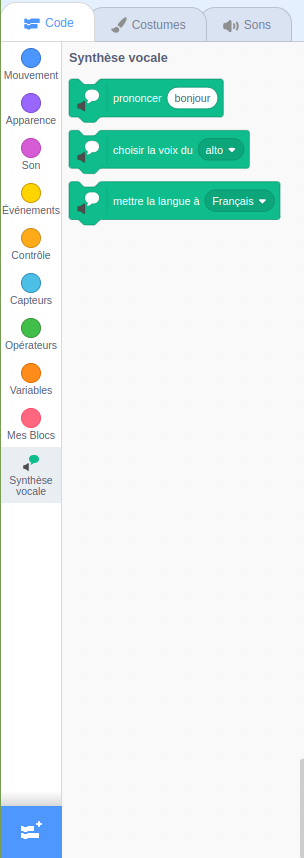 Code
Costumes
Sons
Mouvement
Apparence
Son
Événements
Contrôle
Capteurs
Opérateurs
Variables
Mes Blocs
Synthèse
vocale
Synthèse vocale
prononcer bonjour
choisir la voix du alto
mettre la langue à Français